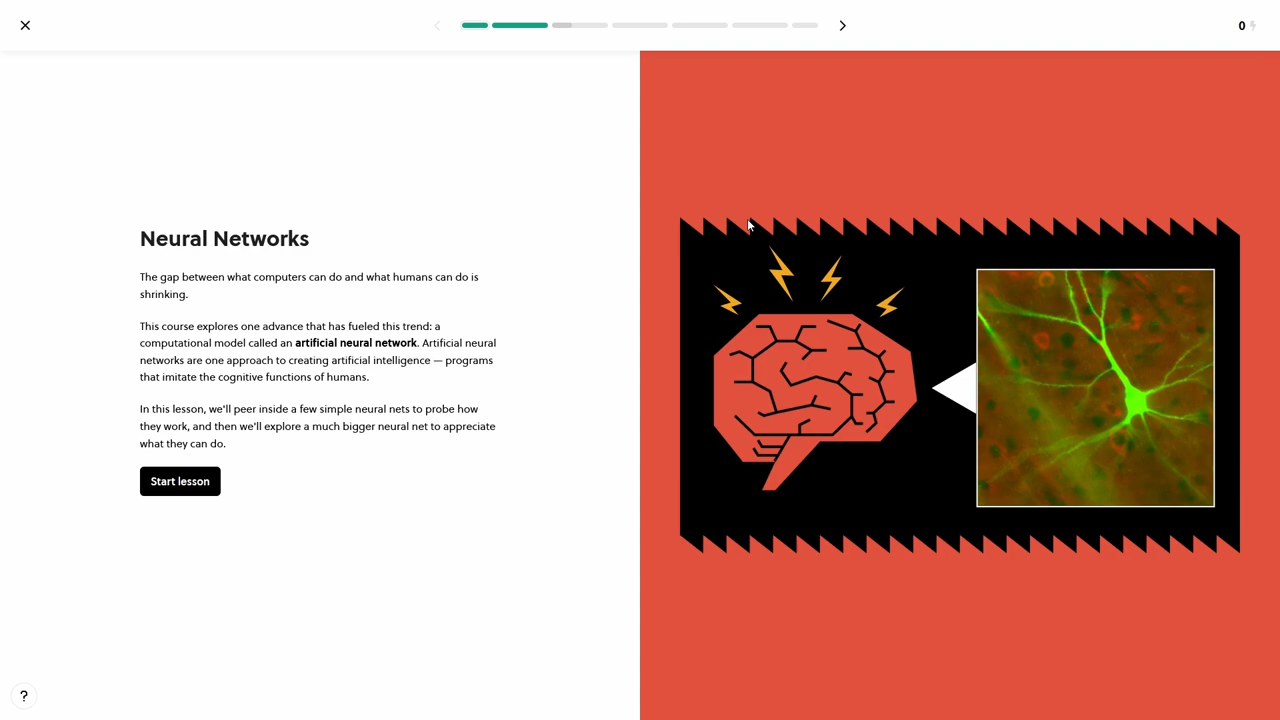 0
Neural Networks
The gap between what computers can do and what humans can do is
shrinking.
This course explores one advance that has fueled this trend: a
computational model called an artificial neural network. Artificial neural
networks are one approach to creating artificial intelligence — programs
that imitate the cognitive functions of humans.
In this lesson, we'll peer inside a few simple neural nets to probe how
they work, and then we'll explore a much bigger neural net to appreciate
what they can do.
Start lesson
?